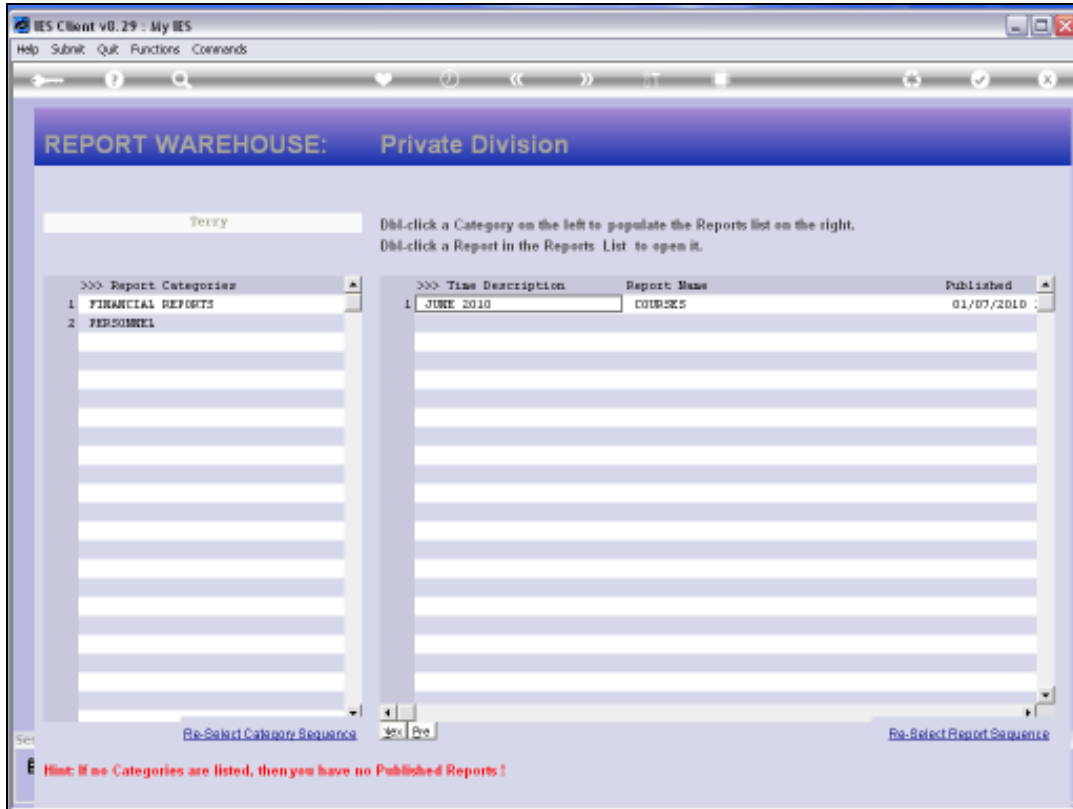 IES Client v8.29 : My IES
Help Submit Quit Functions Commands
REPORT WAREHOUSE: Private Division
Terry
Dbl-click a Category on the left to populate the Reports list on the right.
Dbl-click a Report in the Reports List to open it.
>>> Report Categories
1 FINANCIAL REPORTS
2 PERSONNEL
>>> Time Description Report Name Published
1 JUNE 2010 COURSES 01/07/2010
Re-Select Category Sequence
Pre
Re-Select Report Sequence
Hint: If no Categories are listed, then you have no Published Reports !